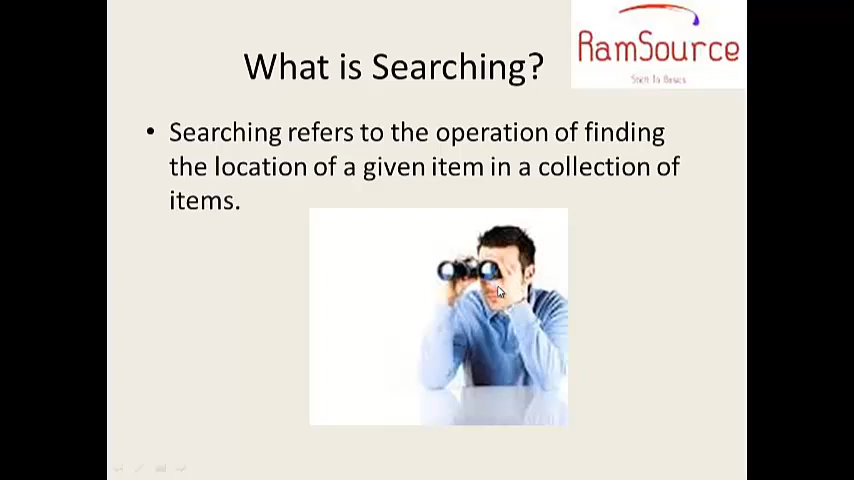 What is Searching?
RamSource
• Searching refers to the operation of finding
the location of a given item in a collection of
items.